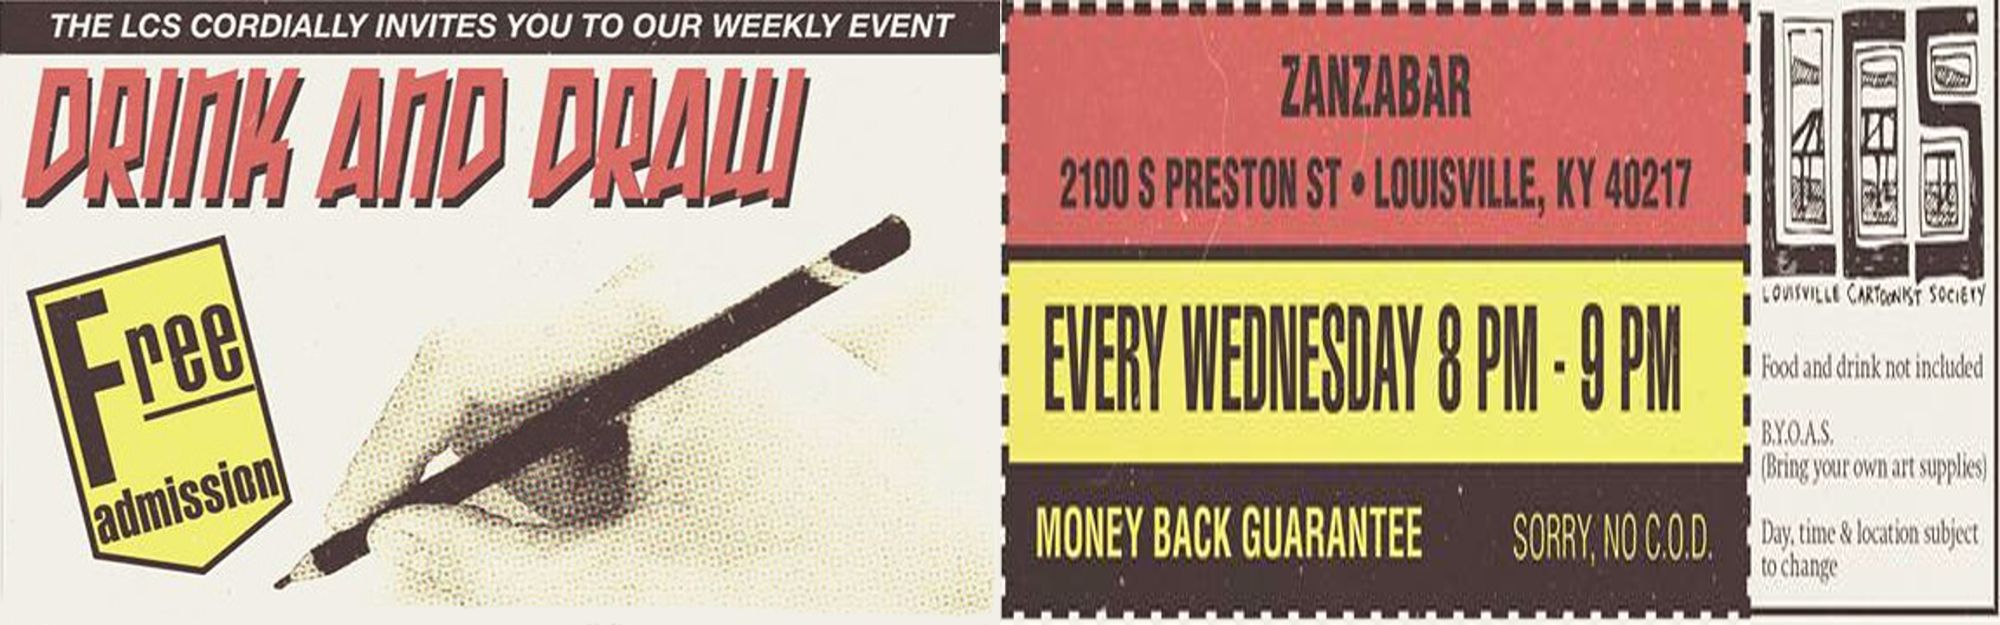 THE LCS CORDIALLY INVITES YOU TO OUR WEEKLY EVENT
DRINK AND DRAW
Free
admission
ZANZABAR
2100 S PRESTON ST • LOUISVILLE, KY 40217
EVERY WEDNESDAY 8 PM - 9 PM
MONEY BACK GUARANTEE
SORRY, NO C.O.D.
LCS
LOUISVILLE CARTOONIST SOCIETY
Food and drink not included
B.Y.O.A.S.
(Bring your own art supplies)
Day, time & location subject
to change